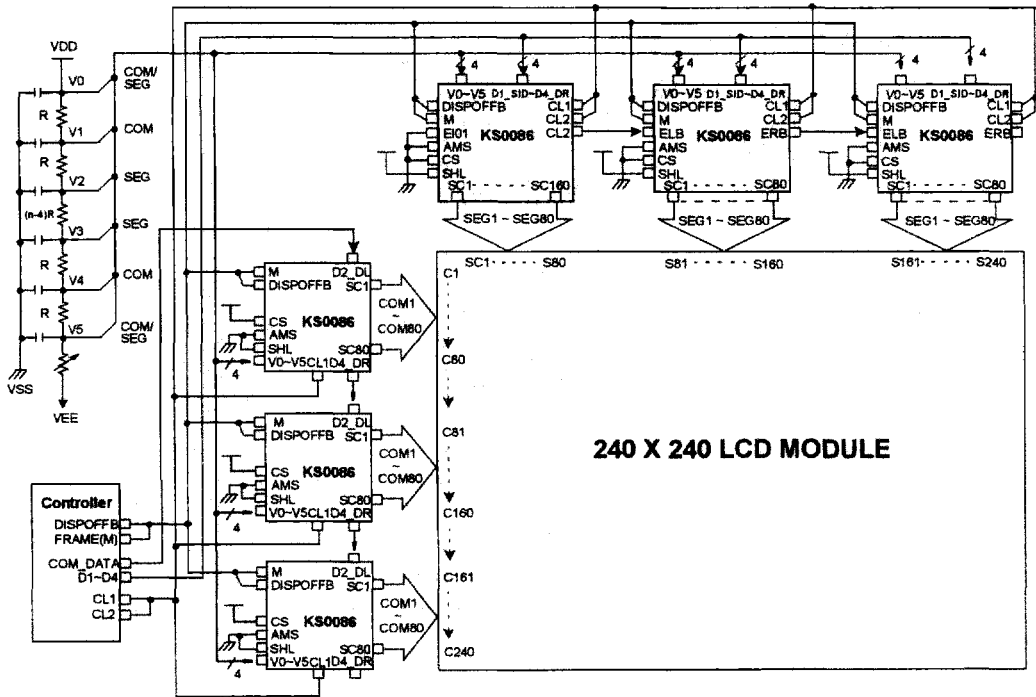 VDD
V0
COM/
SEG
R
V1
COM
R
V2
SEG
(n-4)R
V3
SEG
R
V4
COM
R
V5
COM/
SEG
VSS
VEE
4
4
V0~V5 D1_SID~D4_DR
DISPOFFB
CL1
M
CL2
EI01
KS0086
CL2
AMS
CS
SHL
SC1
SC160
SEG1 ~ SEG80
4
4
V0~V5 D1_SID~D4_DR
DISPOFFB
CL1
M
CL2
ELB
KS0086
ERB
AMS
CS
SHL
SC1
SC80
SEG1 ~ SEG80
4
4
V0~V5 D1_SID~D4_DR
DISPOFFB
CL1
M
CL2
ELB
KS0086
ERB
AMS
CS
SHL
SC1
SC80
SEG1 ~ SEG80
M
D2_DL
DISPOFFB
SC1
CS
KS0086
AMS
SHL
SC80
V0~V5CL1D4_DR
4
COM1
~
COM80
M
D2_DL
DISPOFFB
SC1
CS
KS0086
AMS
SHL
SC80
V0~V5CL1D4_DR
4
COM1
~
COM80
M
D2_DL
DISPOFFB
SC1
CS
KS0086
AMS
SHL
SC80
V0~V5CL1D4_DR
4
COM1
~
COM80
Controller
DISPOFFB
FRAME(M)
COM_DATA
D1~D4
CL1
CL2
SC1 S80
S81 S160
S161 S240
C1
C80
C81
C160
C161
C240
240 X 240 LCD MODULE